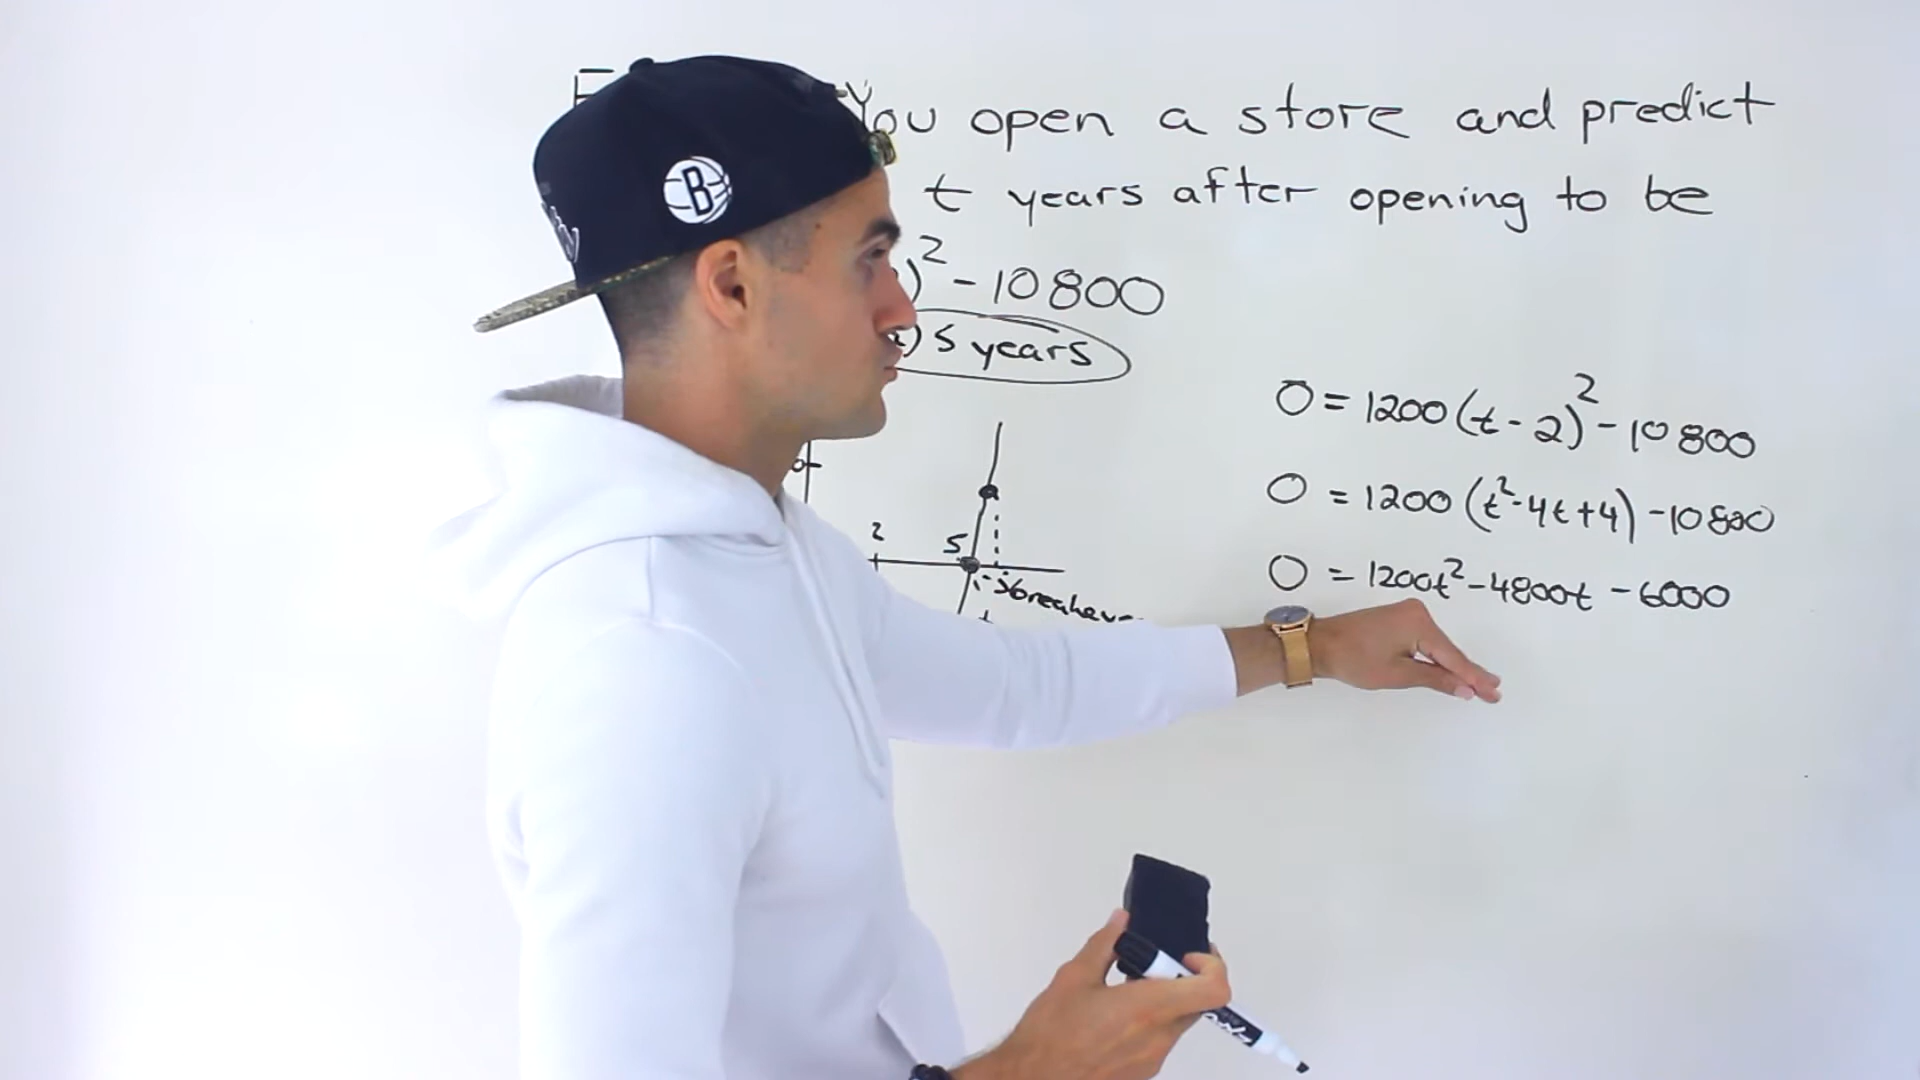 You open a store and predict
t years after opening to be
)² - 10800
a) 5 years
0 = 1200(t - 2)² - 10800
0 = 1200(t² - 4t + 4) - 10800
0 = 1200t² - 4800t - 6000
2
5
B